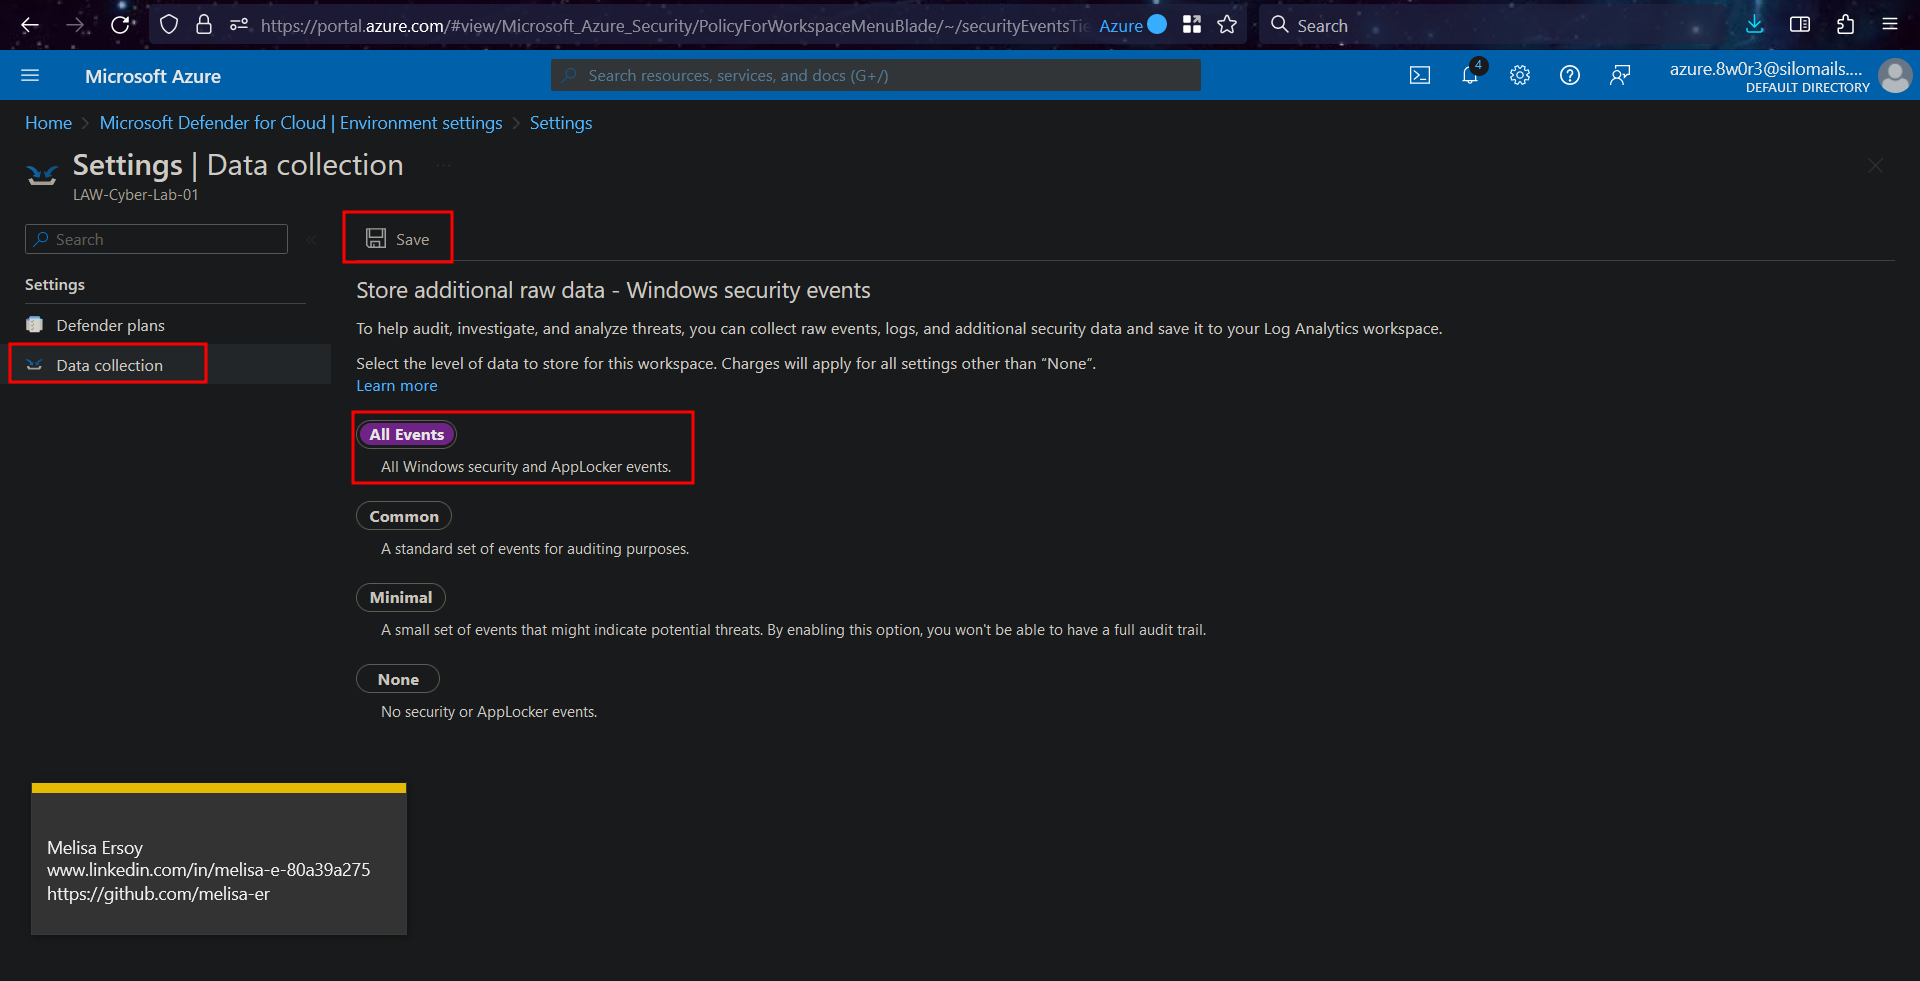 https://portal.azure.com/#view/Microsoft_Azure_Security/PolicyForWorkspaceMenuBlade/~/securityEventsTie
Azure
Search
Microsoft Azure
Search resources, services, and docs (G+/)
4
azure.8w0r3@silomails....
DEFAULT DIRECTORY
Home > Microsoft Defender for Cloud | Environment settings > Settings
Settings | Data collection ...
LAW-Cyber-Lab-01
Search
«
Save
Settings
Defender plans
Data collection
Store additional raw data - Windows security events
To help audit, investigate, and analyze threats, you can collect raw events, logs, and additional security data and save it to your Log Analytics workspace.
Select the level of data to store for this workspace. Charges will apply for all settings other than “None”.
Learn more
All Events
All Windows security and AppLocker events.
Common
A standard set of events for auditing purposes.
Minimal
A small set of events that might indicate potential threats. By enabling this option, you won't be able to have a full audit trail.
None
No security or AppLocker events.
Melisa Ersoy
www.linkedin.com/in/melisa-e-80a39a275
https://github.com/melisa-er